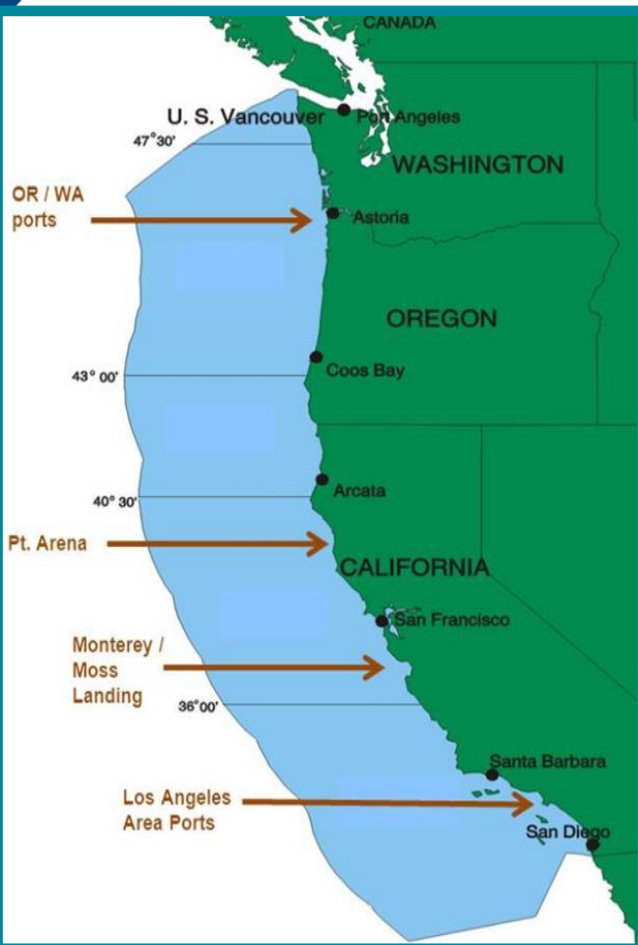 CANADA
U. S. Vancouver
Port Angeles
47°30'
WASHINGTON
OR / WA
ports
Astoria
OREGON
Coos Bay
43° 00'
Arcata
40° 30'
Pt. Arena
CALIFORNIA
San Francisco
Monterey /
Moss
Landing
36°00'
Santa Barbara
Los Angeles
Area Ports
San Diego